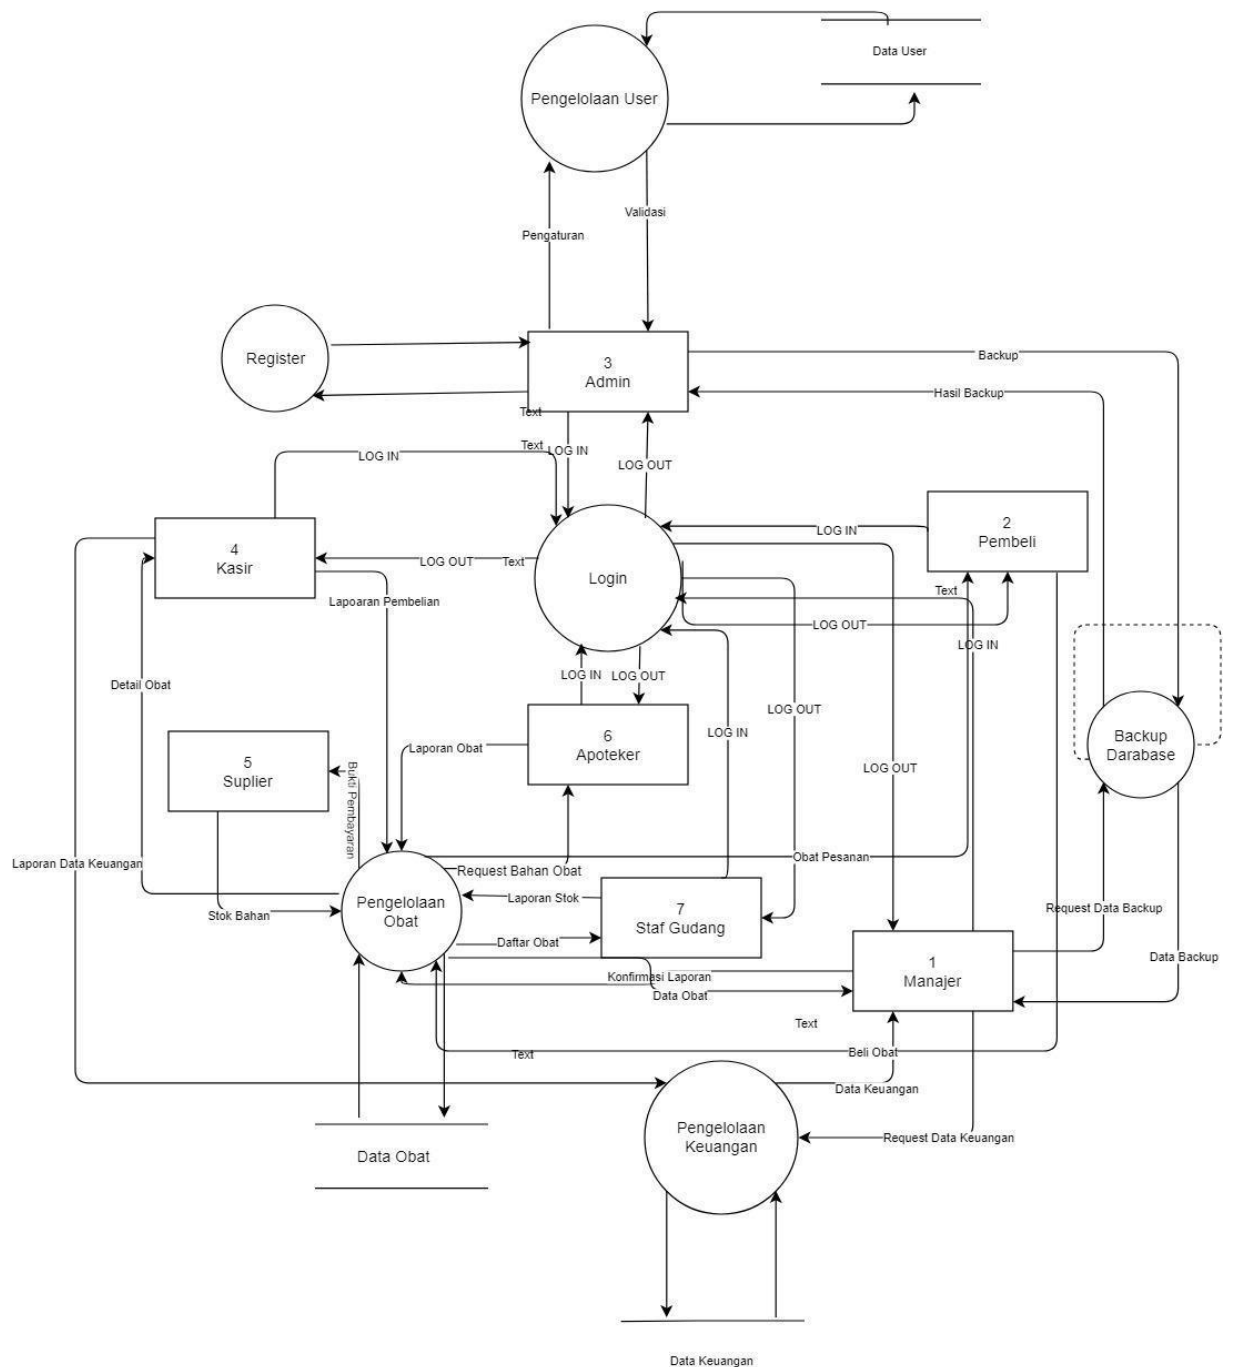 Data User
Pengelolaan User
Validasi
Pengaturan
Register
3
Admin
Backup
Hasil Backup
Text
Text
LOG IN
LOG IN
LOG OUT
4
Kasir
2
Pembeli
LOG IN
LOG OUT
Text
Login
Text
Lapoaran Pembelian
LOG OUT
LOG IN
LOG IN
LOG OUT
Detail Obat
LOG OUT
LOG IN
6
Apoteker
Laporan Obat
5
Suplier
Bukti Pembayaran
Backup
Darabase
LOG OUT
Laporan Data Keuangan
Obat Pesanan
Request Bahan Obat
Pengelolaan
Obat
Stok Bahan
Laporan Stok
7
Staf Gudang
Request Data Backup
Daftar Obat
Data Backup
1
Manajer
Konfirmasi Laporan
Data Obat
Text
Text
Beli Obat
Data Keuangan
Pengelolaan
Keuangan
Request Data Keuangan
Data Obat
Data Keuangan